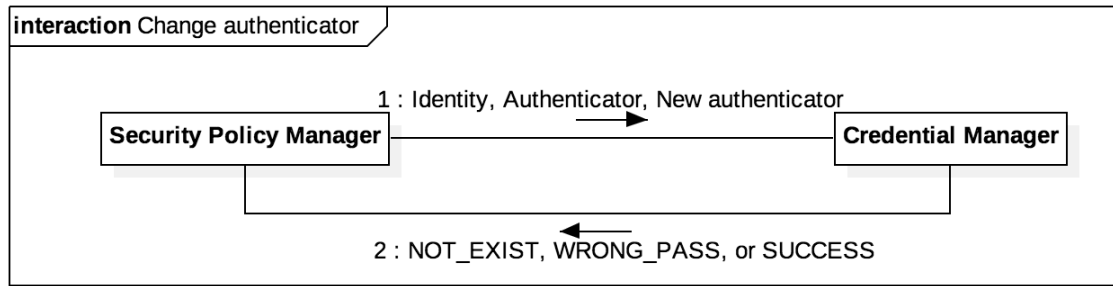 interaction Change authenticator
1 : Identity, Authenticator, New authenticator
Security Policy Manager
Credential Manager
2 : NOT_EXIST, WRONG_PASS, or SUCCESS